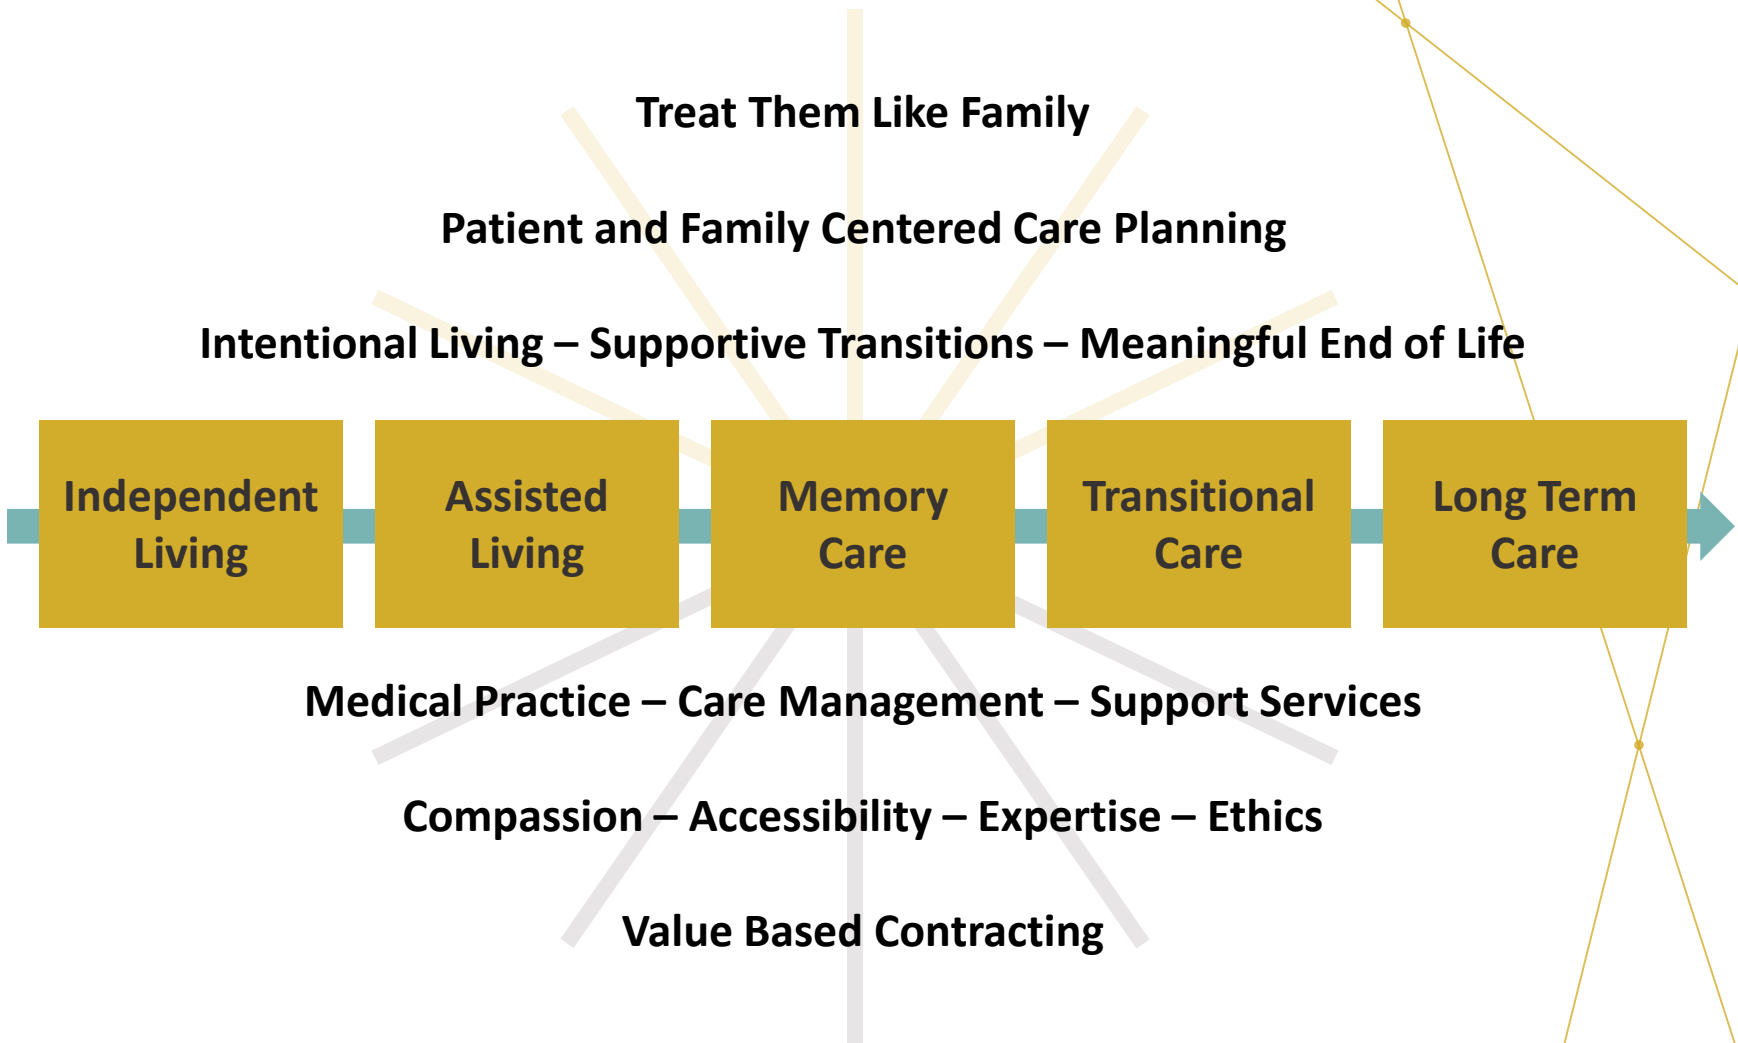 Treat Them Like Family
Patient and Family Centered Care Planning
Intentional Living – Supportive Transitions – Meaningful End of Life
Independent
Living
Assisted
Living
Memory
Care
Transitional
Care
Long Term
Care
Medical Practice – Care Management – Support Services
Compassion – Accessibility – Expertise – Ethics
Value Based Contracting